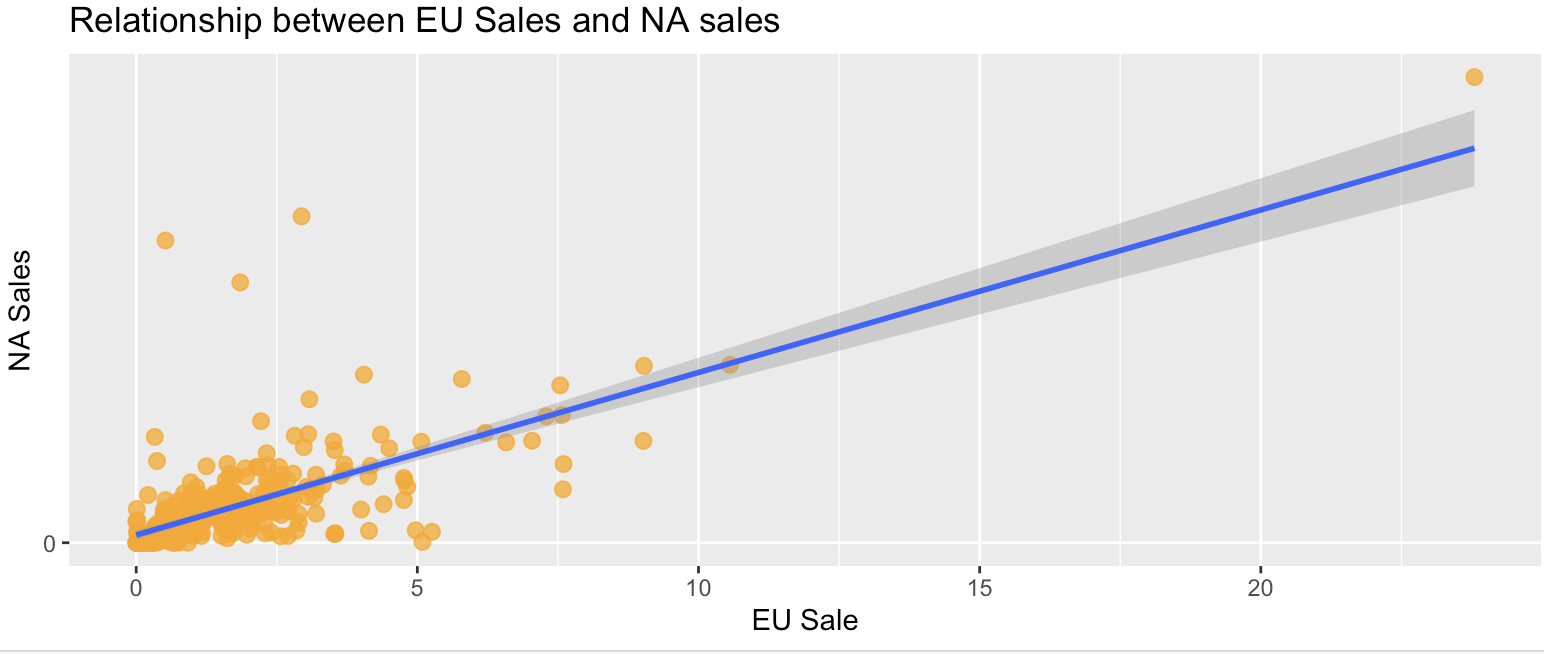 Relationship between EU Sales and NA sales
NA Sales
0
0 5 10 15 20
EU Sale